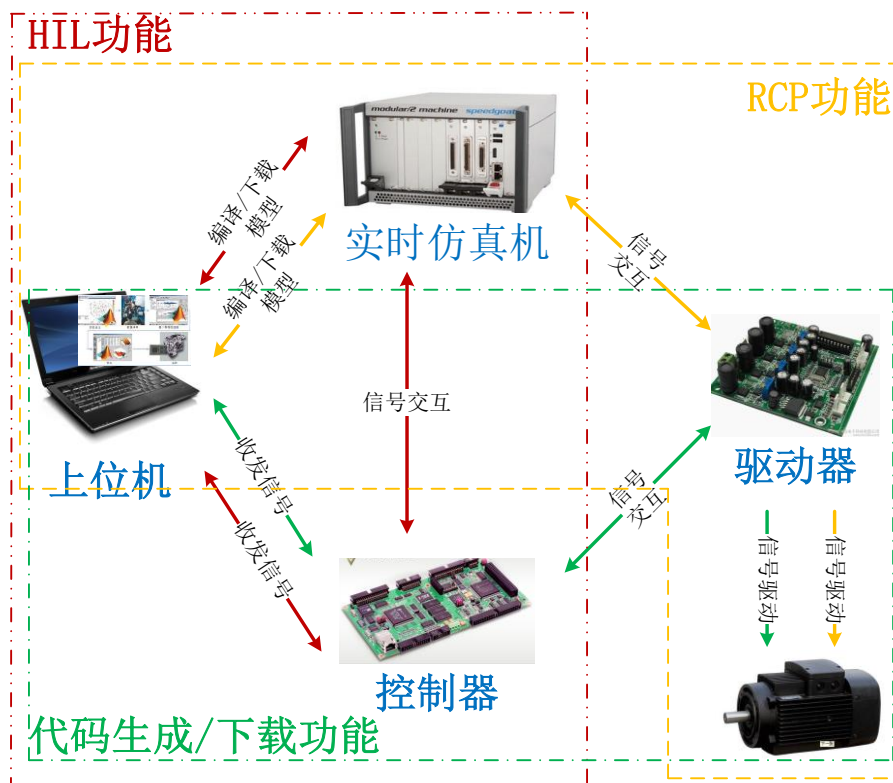 HIL功能
RCP功能
modular/2 machine speedgoat
编译/下载
模型
实时仿真机
编译/下载
模型
信号
交互
信号交互
上位机
收发信号
收发信号
驱动器
信号
交互
信号驱动
信号驱动
控制器
代码生成/下载功能